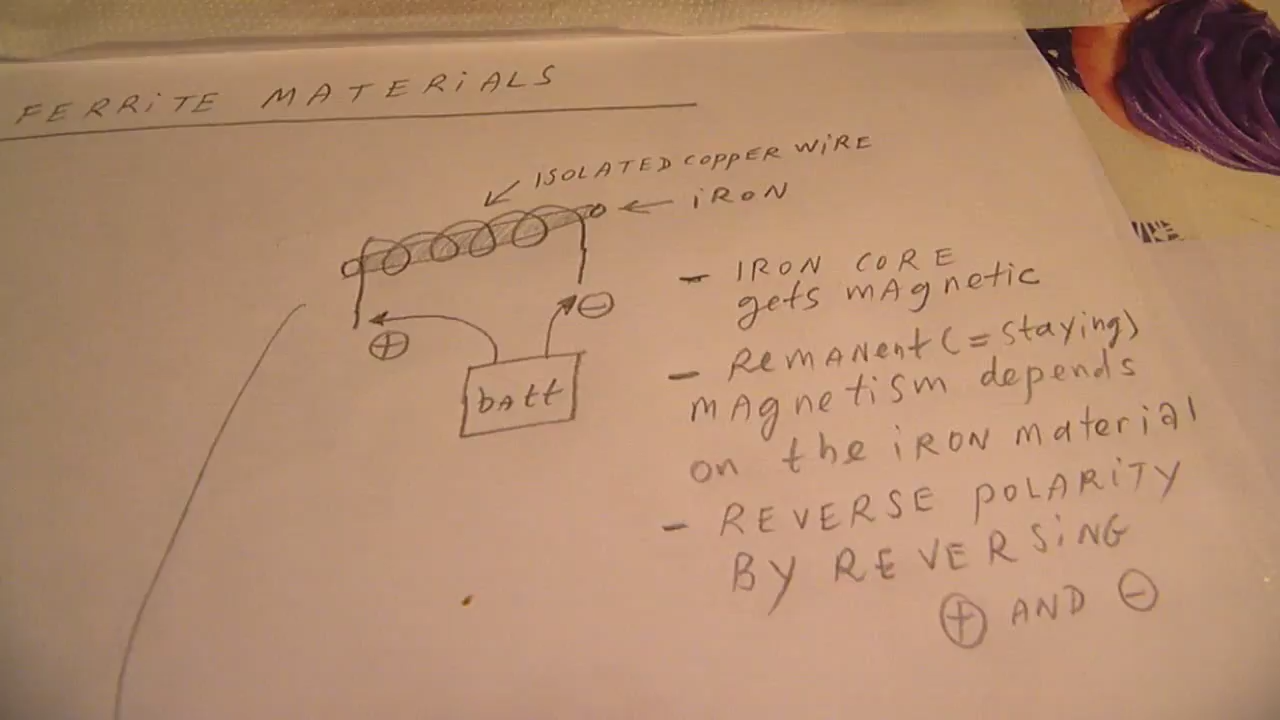 FERRiTE MATERiALS
ISOLATED COPPER WiRE
iRON
- IRON CORE
gets mAgnetic
- RemANent (= staying)
mAgnetism depends
on the iRON material
- REVERSE POLARiTY
BY REVERSiNG
+ AND -
+
-
bAtt